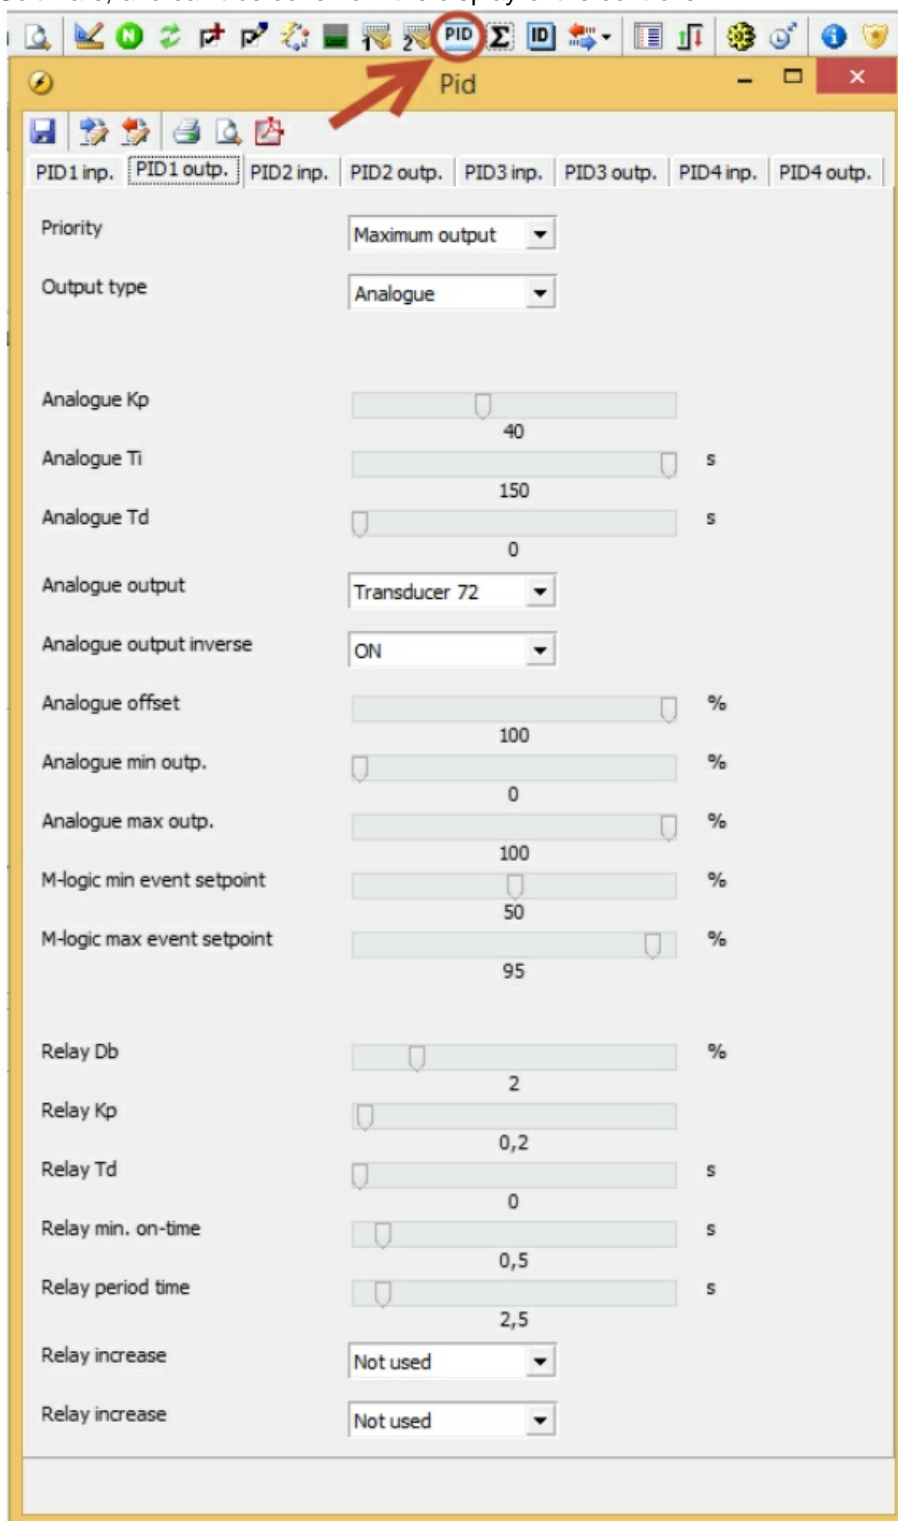 PID ID
Pid
PID1 inp. PID1 outp. PID2 inp. PID2 outp. PID3 inp. PID3 outp. PID4 inp. PID4 outp.
Priority Maximum output
Output type Analogue
Analogue Kp
40
Analogue Ti s
150
Analogue Td s
0
Analogue output Transducer 72
Analogue output inverse ON
Analogue offset %
100
Analogue min outp. %
0
Analogue max outp. %
100
M-logic min event setpoint %
50
M-logic max event setpoint %
95
Relay Db %
2
Relay Kp
0,2
Relay Td s
0
Relay min. on-time s
0,5
Relay period time s
2,5
Relay increase Not used
Relay increase Not used